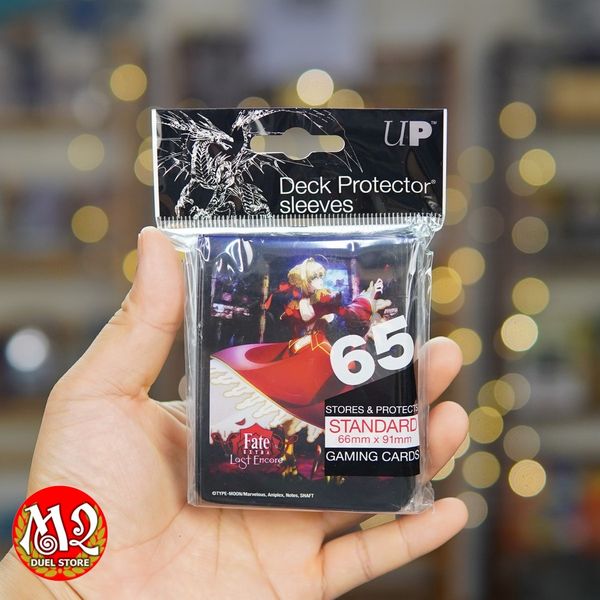 UP™
Deck Protector®
sleeves
65
STORES & PROTECTS
STANDARD
66mm x 91mm
GAMING CARDS
Fate
EXTRA
Last Encore
©TYPE-MOON/Marvelous, Aniplex, Notes, SHAFT
M2
DUEL STORE